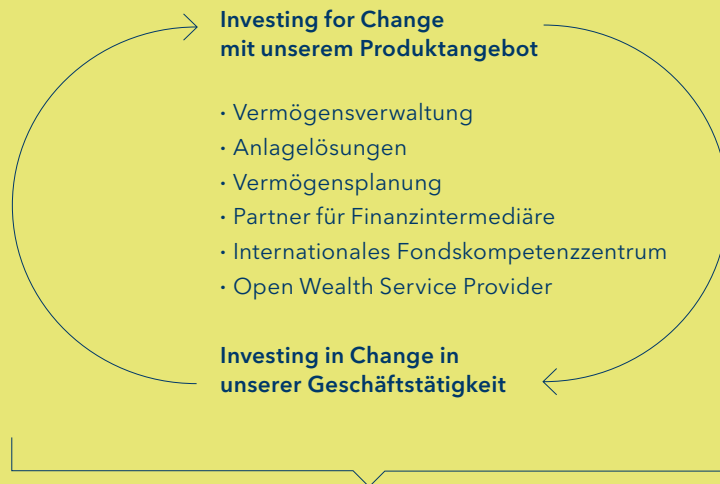 Investing for Change
mit unserem Produktangebot
· Vermögensverwaltung
· Anlagelösungen
· Vermögensplanung
· Partner für Finanzintermediäre
· Internationales Fondskompetenzzentrum
· Open Wealth Service Provider
Investing in Change in
unserer Geschäftstätigkeit